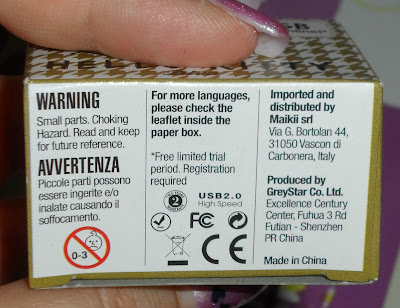 HELLO KITTY
WARNING
Small parts. Choking
Hazard. Read and keep
for future reference.
AVVERTENZA
Piccole parti possono
essere ingerite e/o
inalate causando il
soffocamento.
0-3
For more languages,
please check the
leaflet inside the
paper box.
*Free limited trial
period. Registration
required
2
USB2.0
High Speed
FC
CE
Imported and
distributed by
Maikii srl
Via G. Bortolan 44,
31050 Vascon di
Carbonera, Italy
Produced by
GreyStar Co. Ltd.
Excellence Century
Center, Fuhua 3 Rd
Futian - Shenzhen
PR China
Made in China